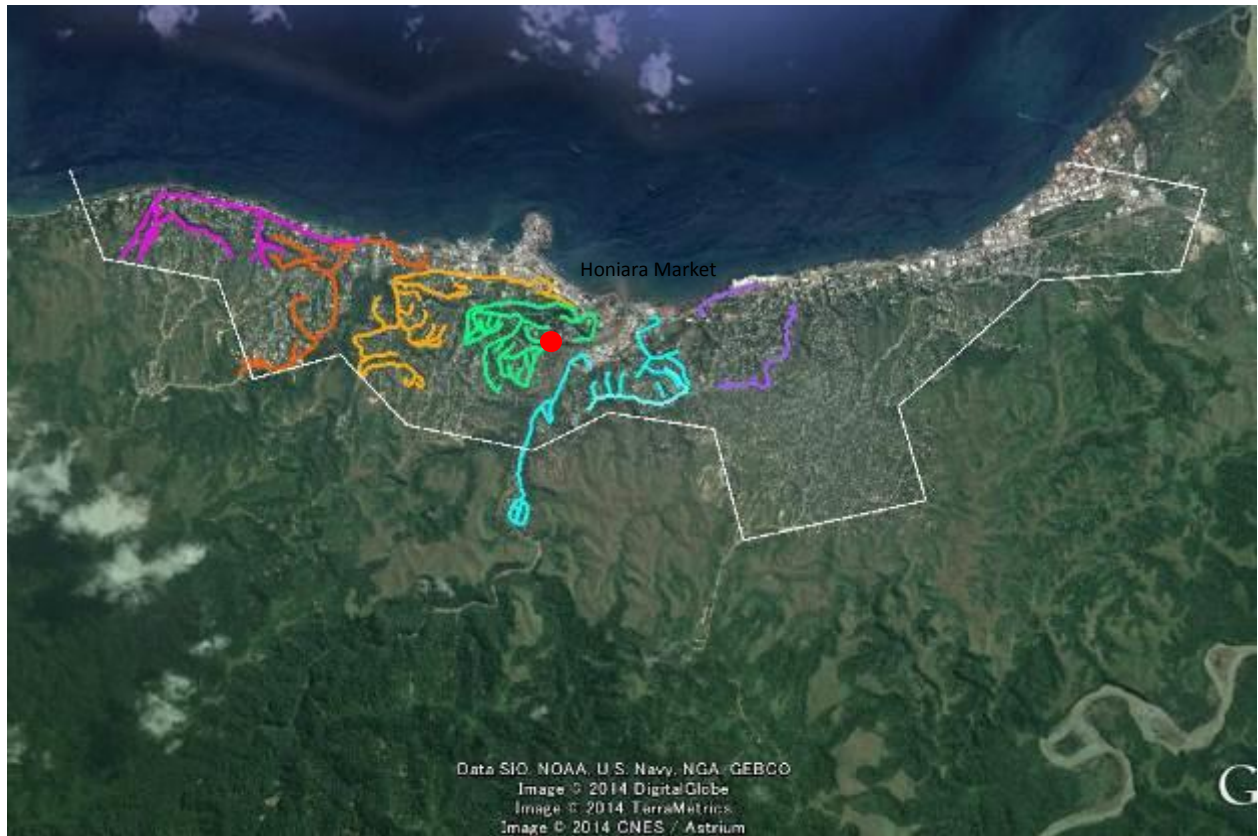 Honiara Market
Data SIO, NOAA, U.S. Navy, NGA, GEBCO
Image © 2014 DigitalGlobe
Image © 2014 TerraMetrics
Image © 2014 CNES / Astrium
G